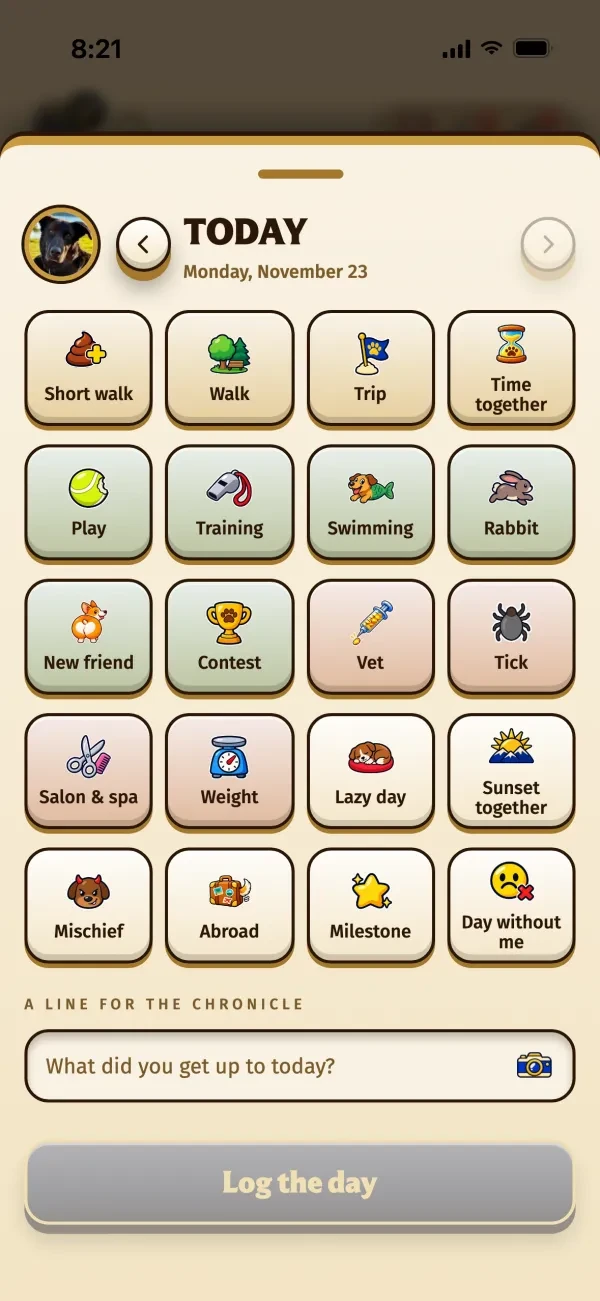 8:21
TODAY
Monday, November 23
Short walk
Walk
Trip
Time
together
Play
Training
Swimming
Rabbit
New friend
Contest
Vet
Tick
Salon & spa
Weight
Lazy day
Sunset
together
Mischief
Abroad
Milestone
Day without
me
A LINE FOR THE CHRONICLE
What did you get up to today?
Log the day